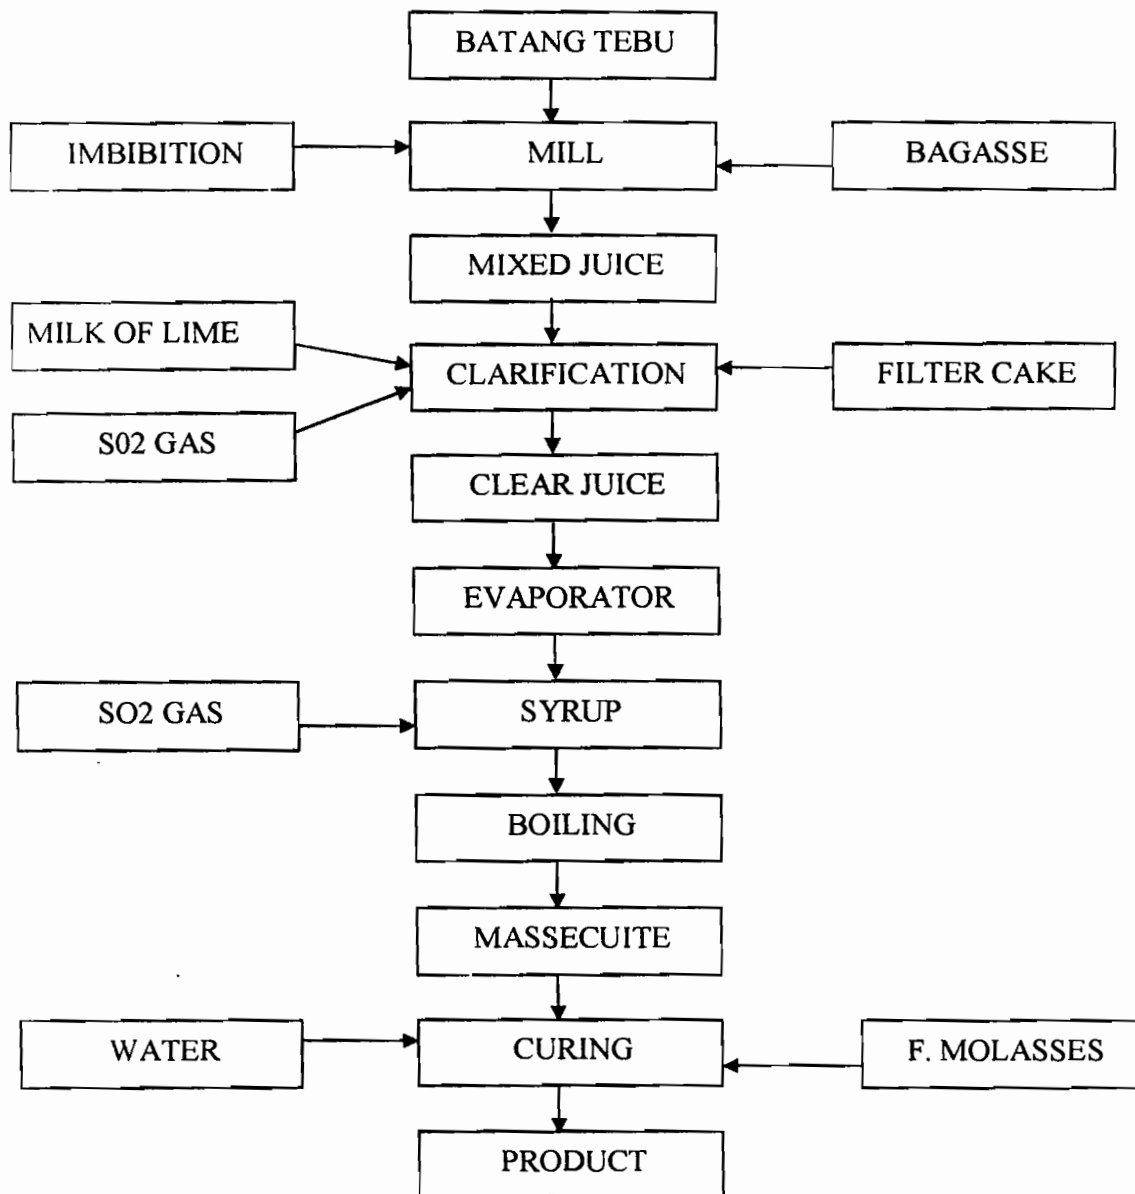 BATANG TEBU
IMBIBITION
MILL
BAGASSE
MIXED JUICE
MILK OF LIME
CLARIFICATION
FILTER CAKE
S02 GAS
CLEAR JUICE
EVAPORATOR
SO2 GAS
SYRUP
BOILING
MASSECUITE
WATER
CURING
F. MOLASSES
PRODUCT